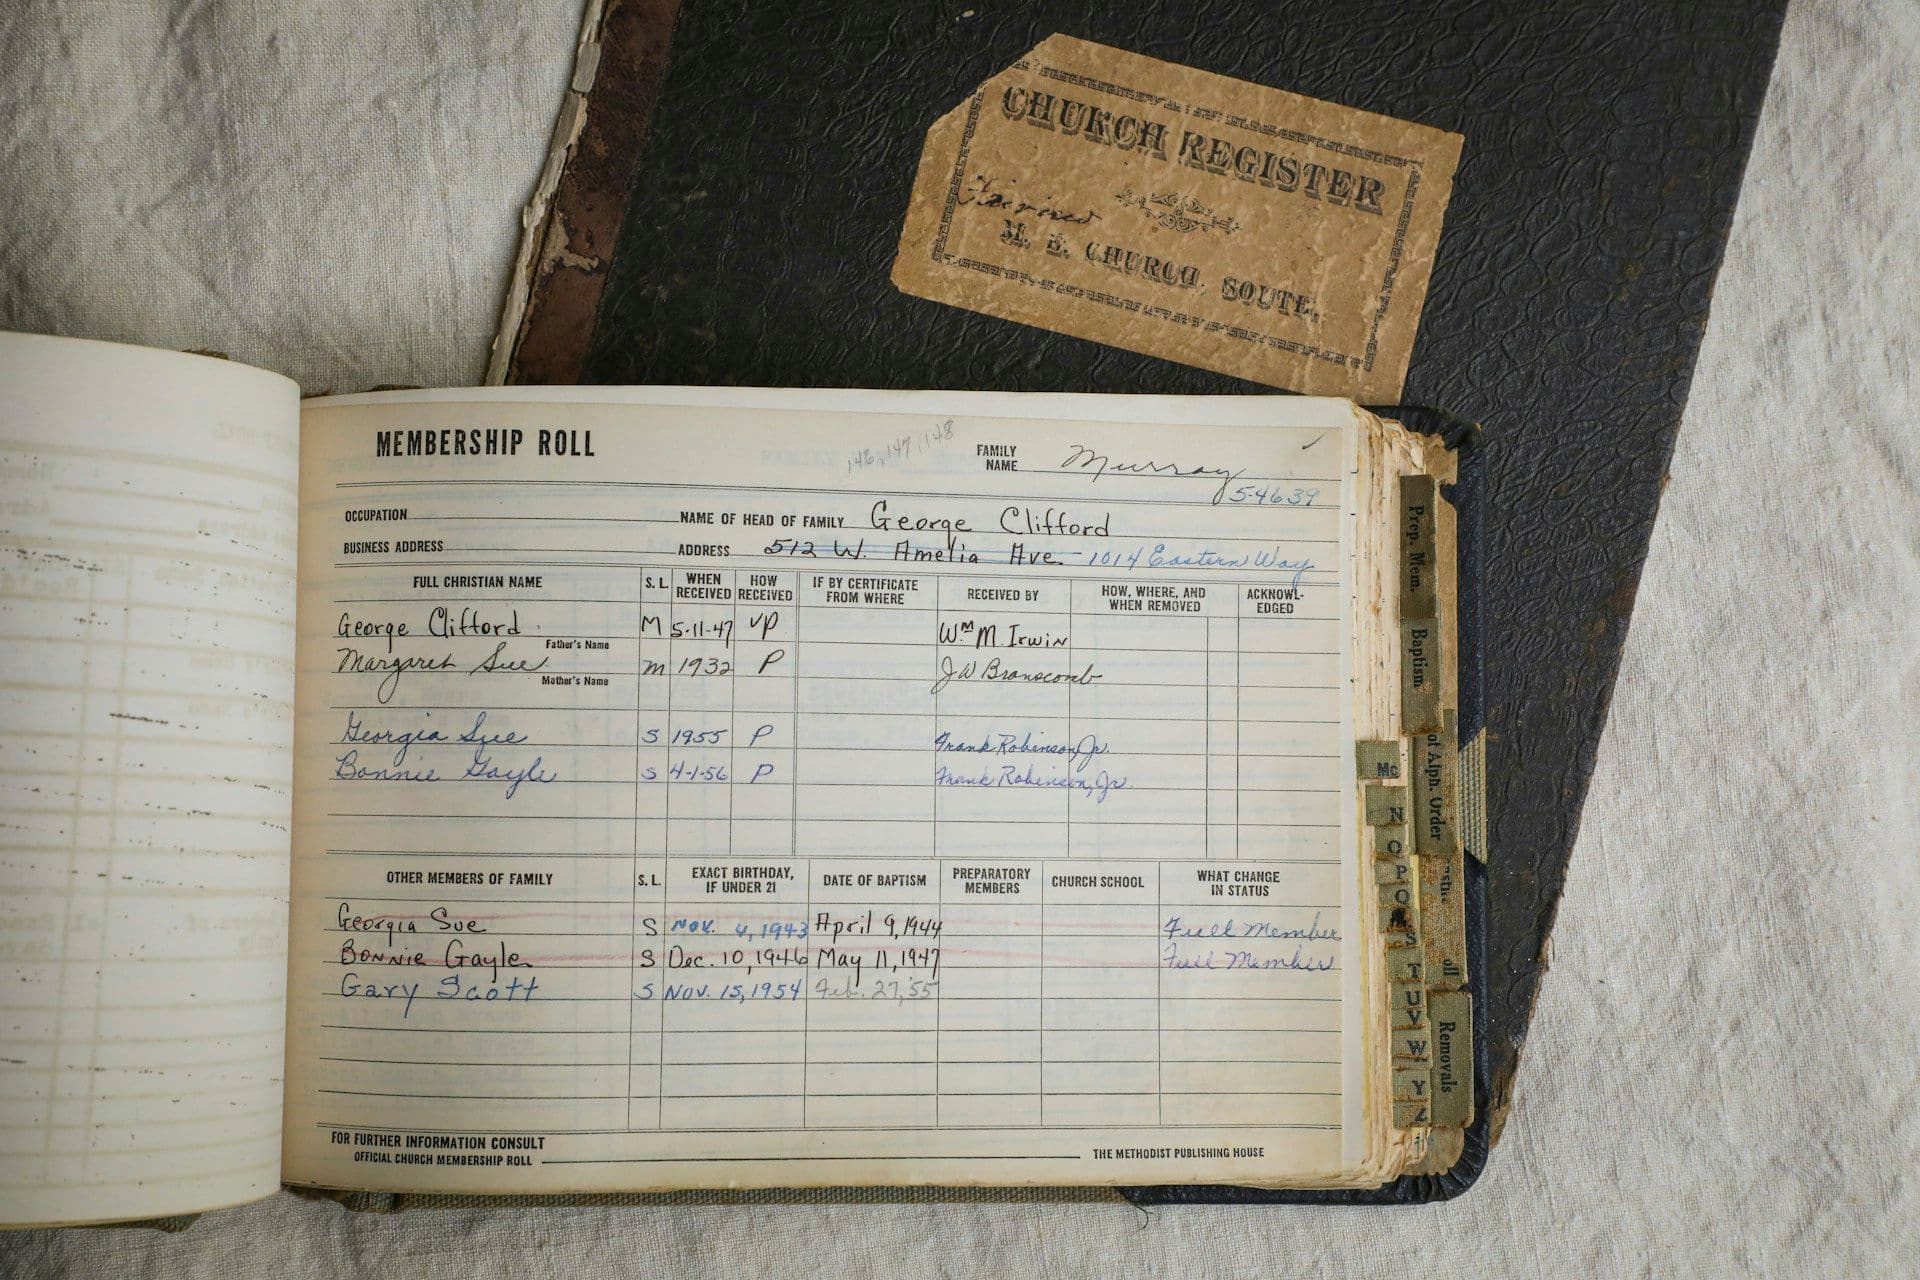 CHURCH REGISTER
M. E. CHURCH, SOUTH,
MEMBERSHIP ROLL
146, 147, 148
FAMILY NAME Murray
5-4639
OCCUPATION NAME OF HEAD OF FAMILY George Clifford
BUSINESS ADDRESS ADDRESS 512 W. Amelia Ave. 1014 Eastern Way
FULL CHRISTIAN NAME S. L. WHEN RECEIVED HOW RECEIVED IF BY CERTIFICATE FROM WHERE RECEIVED BY HOW, WHERE, AND WHEN REMOVED ACKNOWL-EDGED
George Clifford M 5-11-47 VP Wm M. Irwin
Father's Name
Margaret Sue M 1932 P J W Branscomb
Mother's Name
Georgia Sue S 1955 P Frank Robinson, Jr.
Bonnie Gayle S 4-1-56 P Frank Robinson, Jr.
OTHER MEMBERS OF FAMILY S. L. EXACT BIRTHDAY, IF UNDER 21 DATE OF BAPTISM PREPARATORY MEMBERS CHURCH SCHOOL WHAT CHANGE IN STATUS
Georgia Sue S Nov. 4, 1943 April 9, 1944 Full Member
Bonnie Gayle S Dec. 10, 1946 May 11, 1947 Full Member
Gary Scott S Nov. 15, 1954 Feb. 27, '55
FOR FURTHER INFORMATION CONSULT
OFFICIAL CHURCH MEMBERSHIP ROLL THE METHODIST PUBLISHING HOUSE
Prep. Mem.
Baptism
of Alph. Order
Removals
Mc
N
O
P
Q
S
T
U
V
W
Y
Z